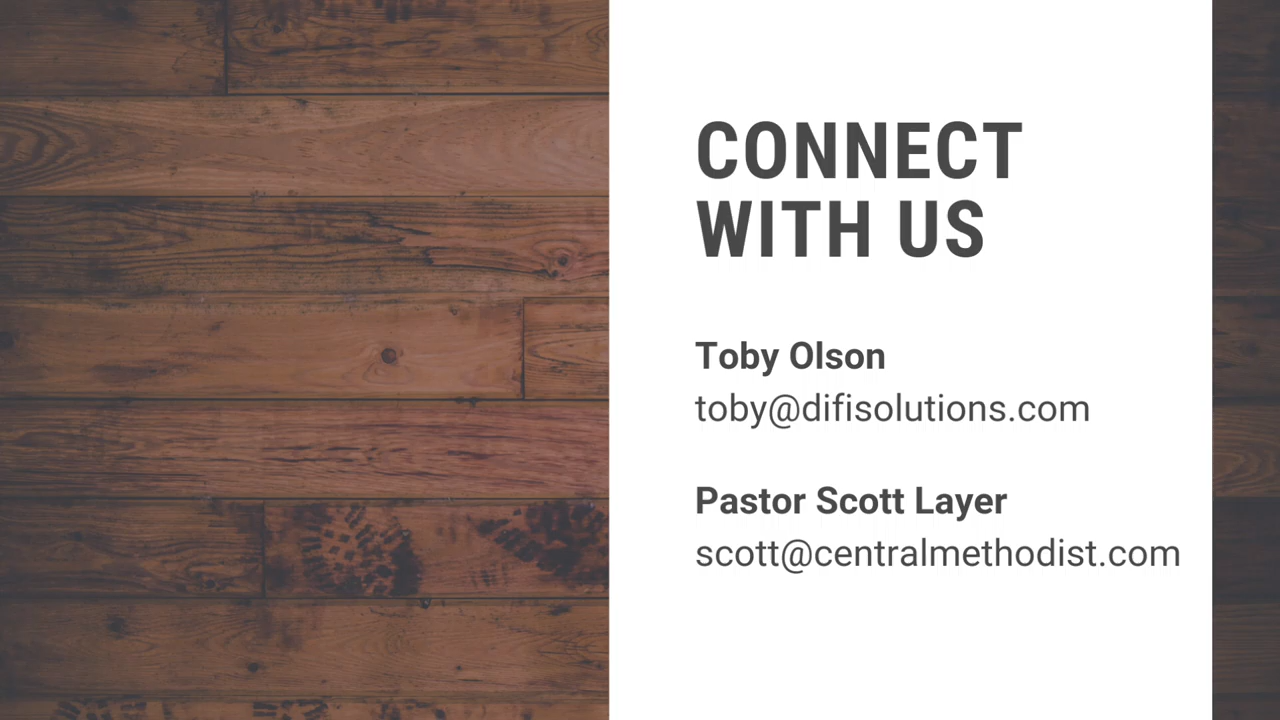 CONNECT
WITH US
Toby Olson
toby@difisolutions.com
Pastor Scott Layer
scott@centralmethodist.com